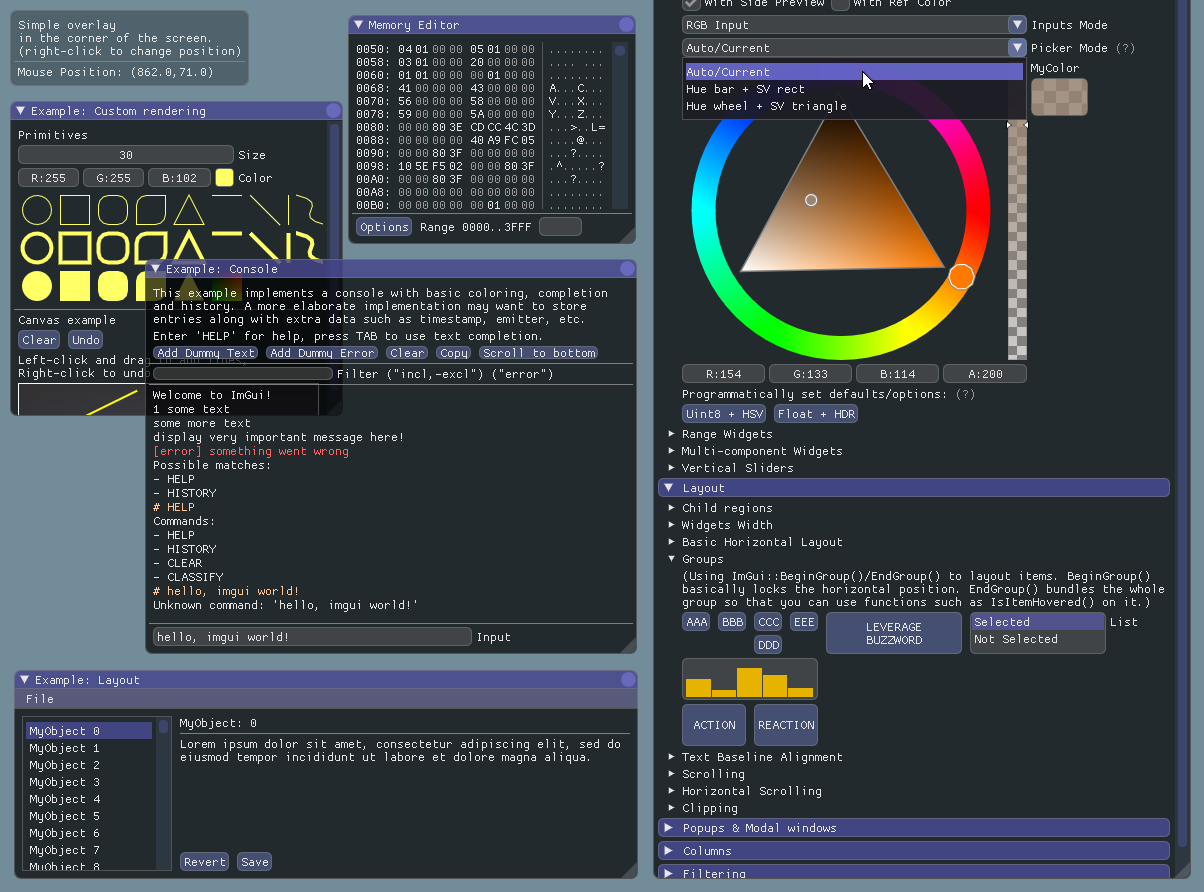 Simple overlay
in the corner of the screen.
(right-click to change position)
Mouse Position: (862.0,71.0)
Example: Custom rendering
Primitives
30 Size
R:255 G:255 B:102 Color
Canvas example
Clear Undo
Left-click and drag to add lines,
Right-click to undo
Memory Editor
0050: 04 01 00 00 05 01 00 00 ........
0058: 03 01 00 00 20 00 00 00 .... ...
0060: 01 01 00 00 00 01 00 00 ........
0068: 41 00 00 00 43 00 00 00 A...C...
0070: 56 00 00 00 58 00 00 00 V...X...
0078: 59 00 00 00 5A 00 00 00 Y...Z...
0080: 00 00 80 3E CD CC 4C 3D ...>..L=
0088: 00 00 00 00 40 A9 FC 05 ....@...
0090: 00 00 80 3F 00 00 00 00 ...?....
0098: 10 5E F5 02 00 00 80 3F .^.....?
00A0: 00 00 80 3F 00 00 00 00 ...?....
00A8: 00 00 00 00 00 00 00 00 ........
00B0: 00 00 00 00 00 01 00 00 ........
Options Range 0000..3FFF
Example: Console
This example implements a console with basic coloring, completion
and history. A more elaborate implementation may want to store
entries along with extra data such as timestamp, emitter, etc.
Enter 'HELP' for help, press TAB to use text completion.
Add Dummy Text Add Dummy Error Clear Copy Scroll to bottom
Filter ("incl,-excl") ("error")
Welcome to ImGui!
1 some text
some more text
display very important message here!
[error] something went wrong
Possible matches:
- HELP
- HISTORY
# HELP
Commands:
- HELP
- HISTORY
- CLEAR
- CLASSIFY
# hello, imgui world!
Unknown command: 'hello, imgui world!'
hello, imgui world! Input
Example: Layout
File
MyObject 0
MyObject 1
MyObject 2
MyObject 3
MyObject 4
MyObject 5
MyObject 6
MyObject 7
MyObject 8
MyObject: 0
Lorem ipsum dolor sit amet, consectetur adipiscing elit, sed do
eiusmod tempor incididunt ut labore et dolore magna aliqua.
Revert Save
With Side Preview With Ref Color
RGB Input Inputs Mode
Auto/Current Picker Mode (?)
Auto/Current
Hue bar + SV rect
Hue wheel + SV triangle
MyColor
R:154 G:133 B:114 A:200
Programmatically set defaults/options: (?)
Uint8 + HSV Float + HDR
Range Widgets
Multi-component Widgets
Vertical Sliders
Layout
Child regions
Widgets Width
Basic Horizontal Layout
Groups
(Using ImGui::BeginGroup()/EndGroup() to layout items. BeginGroup()
basically locks the horizontal position. EndGroup() bundles the whole
group so that you can use functions such as IsItemHovered() on it.)
AAA BBB CCC EEE
DDD
LEVERAGE
BUZZWORD
Selected List
Not Selected
ACTION REACTION
Text Baseline Alignment
Scrolling
Horizontal Scrolling
Clipping
Popups & Modal windows
Columns
Filtering